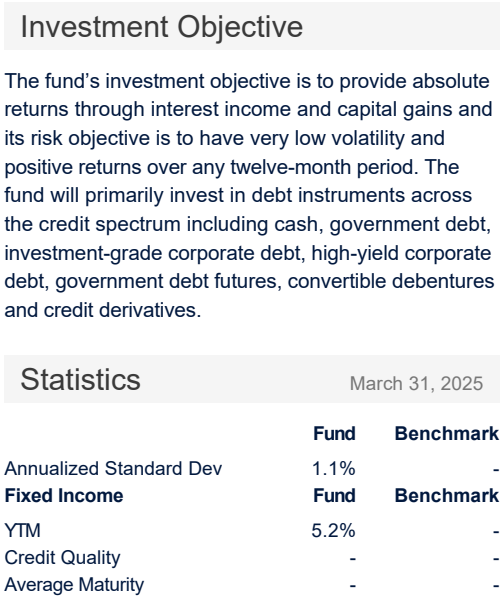 Investment Objective
The fund’s investment objective is to provide absolute
returns through interest income and capital gains and
its risk objective is to have very low volatility and
positive returns over any twelve-month period. The
fund will primarily invest in debt instruments across
the credit spectrum including cash, government debt,
investment-grade corporate debt, high-yield corporate
debt, government debt futures, convertible debentures
and credit derivatives.
Statistics March 31, 2025
Fund Benchmark
Annualized Standard Dev 1.1% -
Fixed Income Fund Benchmark
YTM 5.2% -
Credit Quality - -
Average Maturity - -